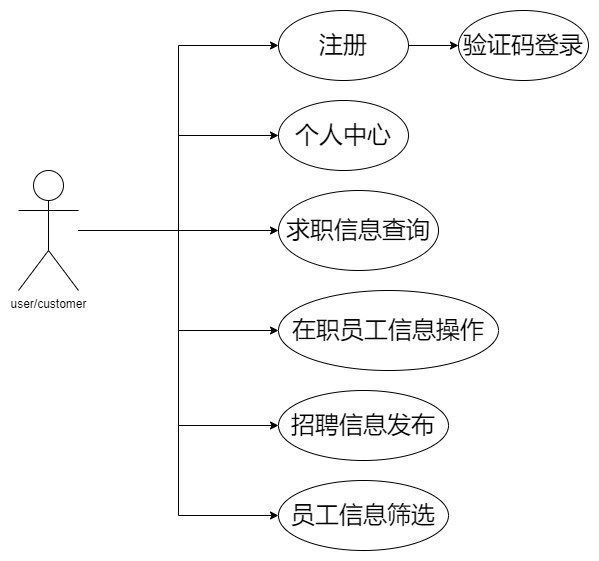 注册
验证码登录
个人中心
求职信息查询
user/customer
在职员工信息操作
招聘信息发布
员工信息筛选